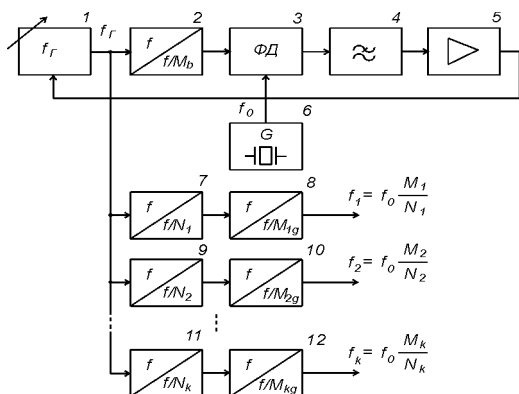 1 2 3 4 5
f_Г f_Г f f/M_b ФД
f_0 6
G
7 8
f f/N_1 f f/M_1g f_1 = f_0 M_1/N_1
9 10
f f/N_2 f f/M_2g f_2 = f_0 M_2/N_2
11 12
f f/N_k f f/M_kg f_k = f_0 M_k/N_k